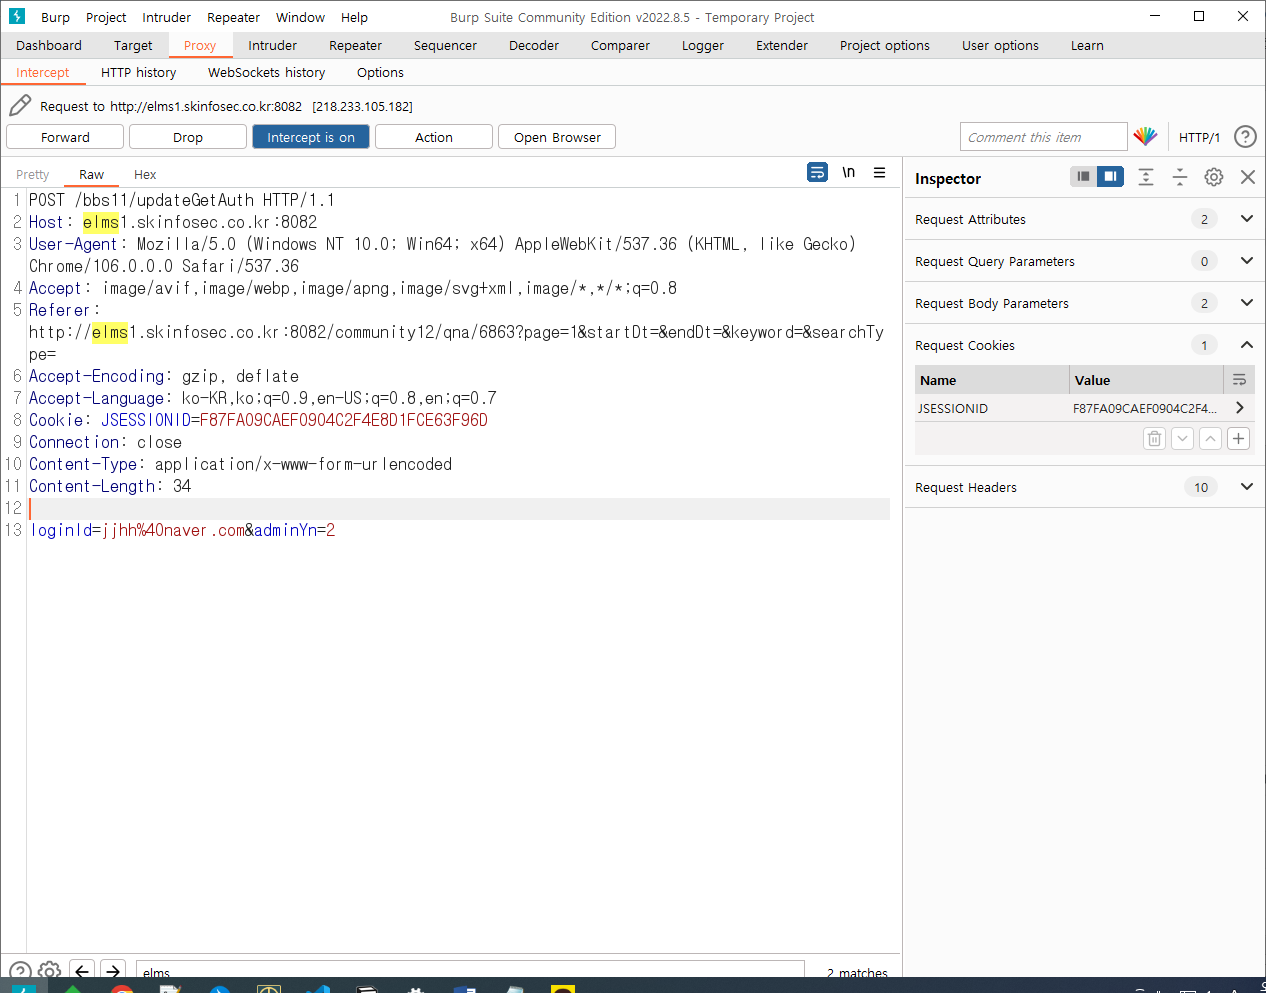 Burp Project Intruder Repeater Window Help Burp Suite Community Edition v2022.8.5 - Temporary Project
Dashboard Target Proxy Intruder Repeater Sequencer Decoder Comparer Logger Extender Project options User options Learn
Intercept HTTP history WebSockets history Options
Request to http://elms1.skinfosec.co.kr:8082 [218.233.105.182]
Forward Drop Intercept is on Action Open Browser Comment this item HTTP/1 ?
Pretty Raw Hex \n
Inspector
1 POST /bbs11/updateGetAuth HTTP/1.1
2 Host: elms1.skinfosec.co.kr:8082
3 User-Agent: Mozilla/5.0 (Windows NT 10.0; Win64; x64) AppleWebKit/537.36 (KHTML, like Gecko)
Chrome/106.0.0.0 Safari/537.36
4 Accept: image/avif,image/webp,image/apng,image/svg+xml,image/*,*/*;q=0.8
5 Referer:
http://elms1.skinfosec.co.kr:8082/community12/qna/6863?page=1&startDt=&endDt=&keyword=&searchTy
pe=
6 Accept-Encoding: gzip, deflate
7 Accept-Language: ko-KR,ko;q=0.9,en-US;q=0.8,en;q=0.7
8 Cookie: JSESSIONID=F87FA09CAEF0904C2F4E8D1FCE63F96D
9 Connection: close
10 Content-Type: application/x-www-form-urlencoded
11 Content-Length: 34
12
13 loginId=jjhh%40naver.com&adminYn=2
Request Attributes 2
Request Query Parameters 0
Request Body Parameters 2
Request Cookies 1
Name Value
JSESSIONID F87FA09CAEF0904C2F4...
Request Headers 10
? elms 2 matches